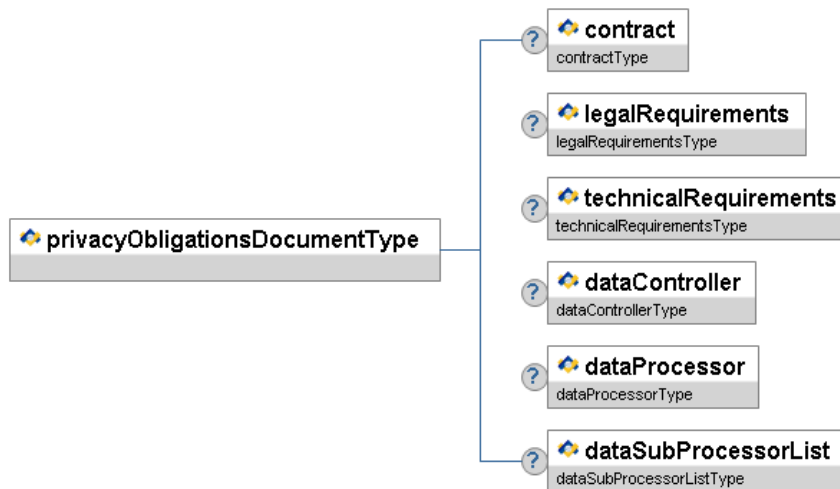 ?
contract
contractType
?
legalRequirements
legalRequirementsType
?
technicalRequirements
technicalRequirementsType
privacyObligationsDocumentType
?
dataController
dataControllerType
?
dataProcessor
dataProcessorType
?
dataSubProcessorList
dataSubProcessorListType